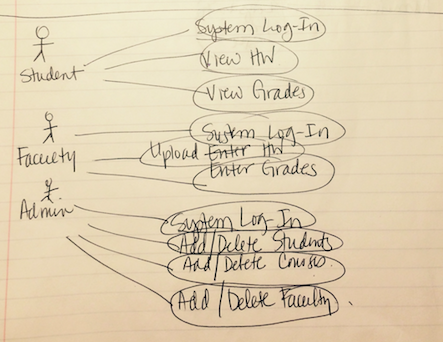 System Log-In
View HW
Student
View Grades
System Log-In
Faculty
Upload Enter HW
Enter Grades
Admin
System Log-In
Add/Delete Students
Add/Delete Courses.
Add/Delete Faculty.